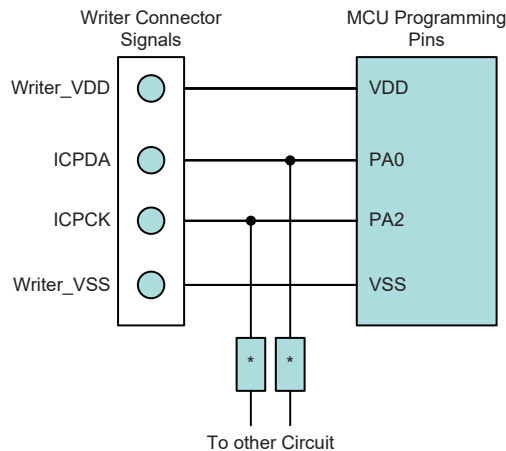 Writer Connector
Signals
MCU Programming
Pins
Writer_VDD
VDD
ICPDA
PA0
ICPCK
PA2
Writer_VSS
VSS
* *
To other Circuit